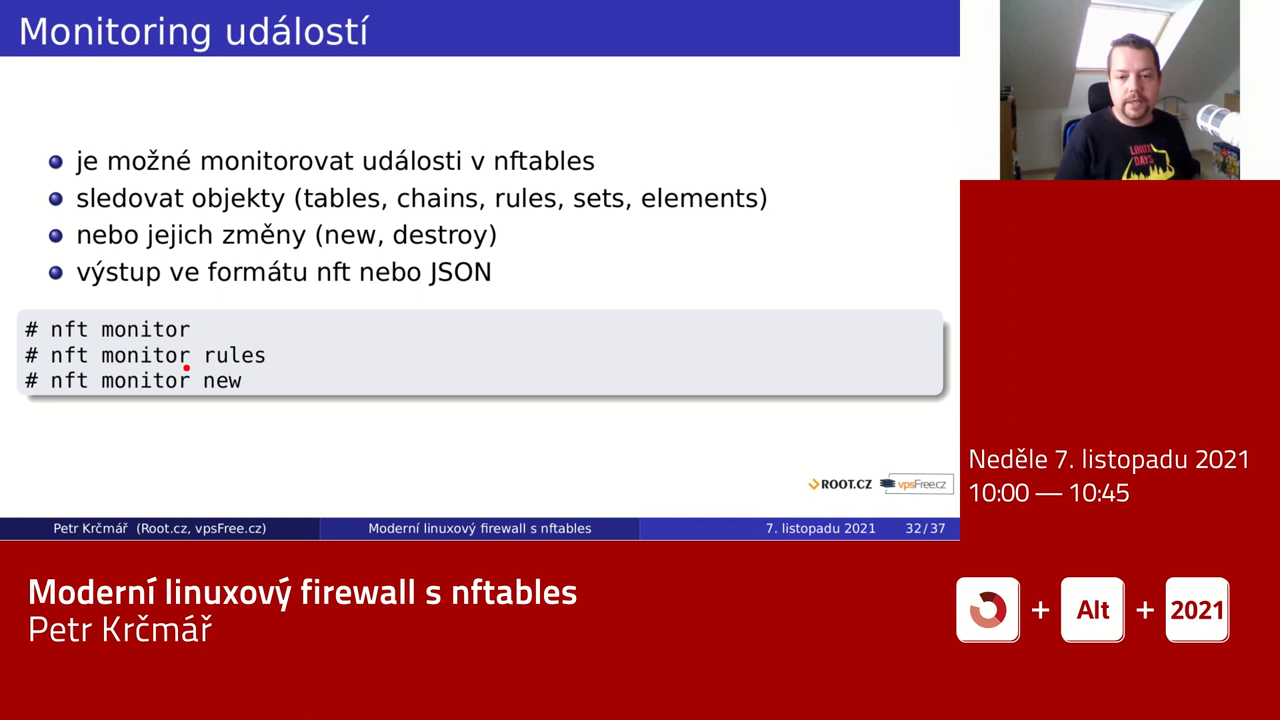 Monitoring událostí
je možné monitorovat události v nftables
sledovat objekty (tables, chains, rules, sets, elements)
nebo jejich změny (new, destroy)
výstup ve formátu nft nebo JSON
# nft monitor
# nft monitor rules
# nft monitor new
ROOT.CZ vpsFree.cz
Petr Krčmář (Root.cz, vpsFree.cz) Moderní linuxový firewall s nftables 7. listopadu 2021 32/37
LINUX
DAYS
Neděle 7. listopadu 2021
10:00 — 10:45
Moderní linuxový firewall s nftables
Petr Krčmář
+ Alt + 2021